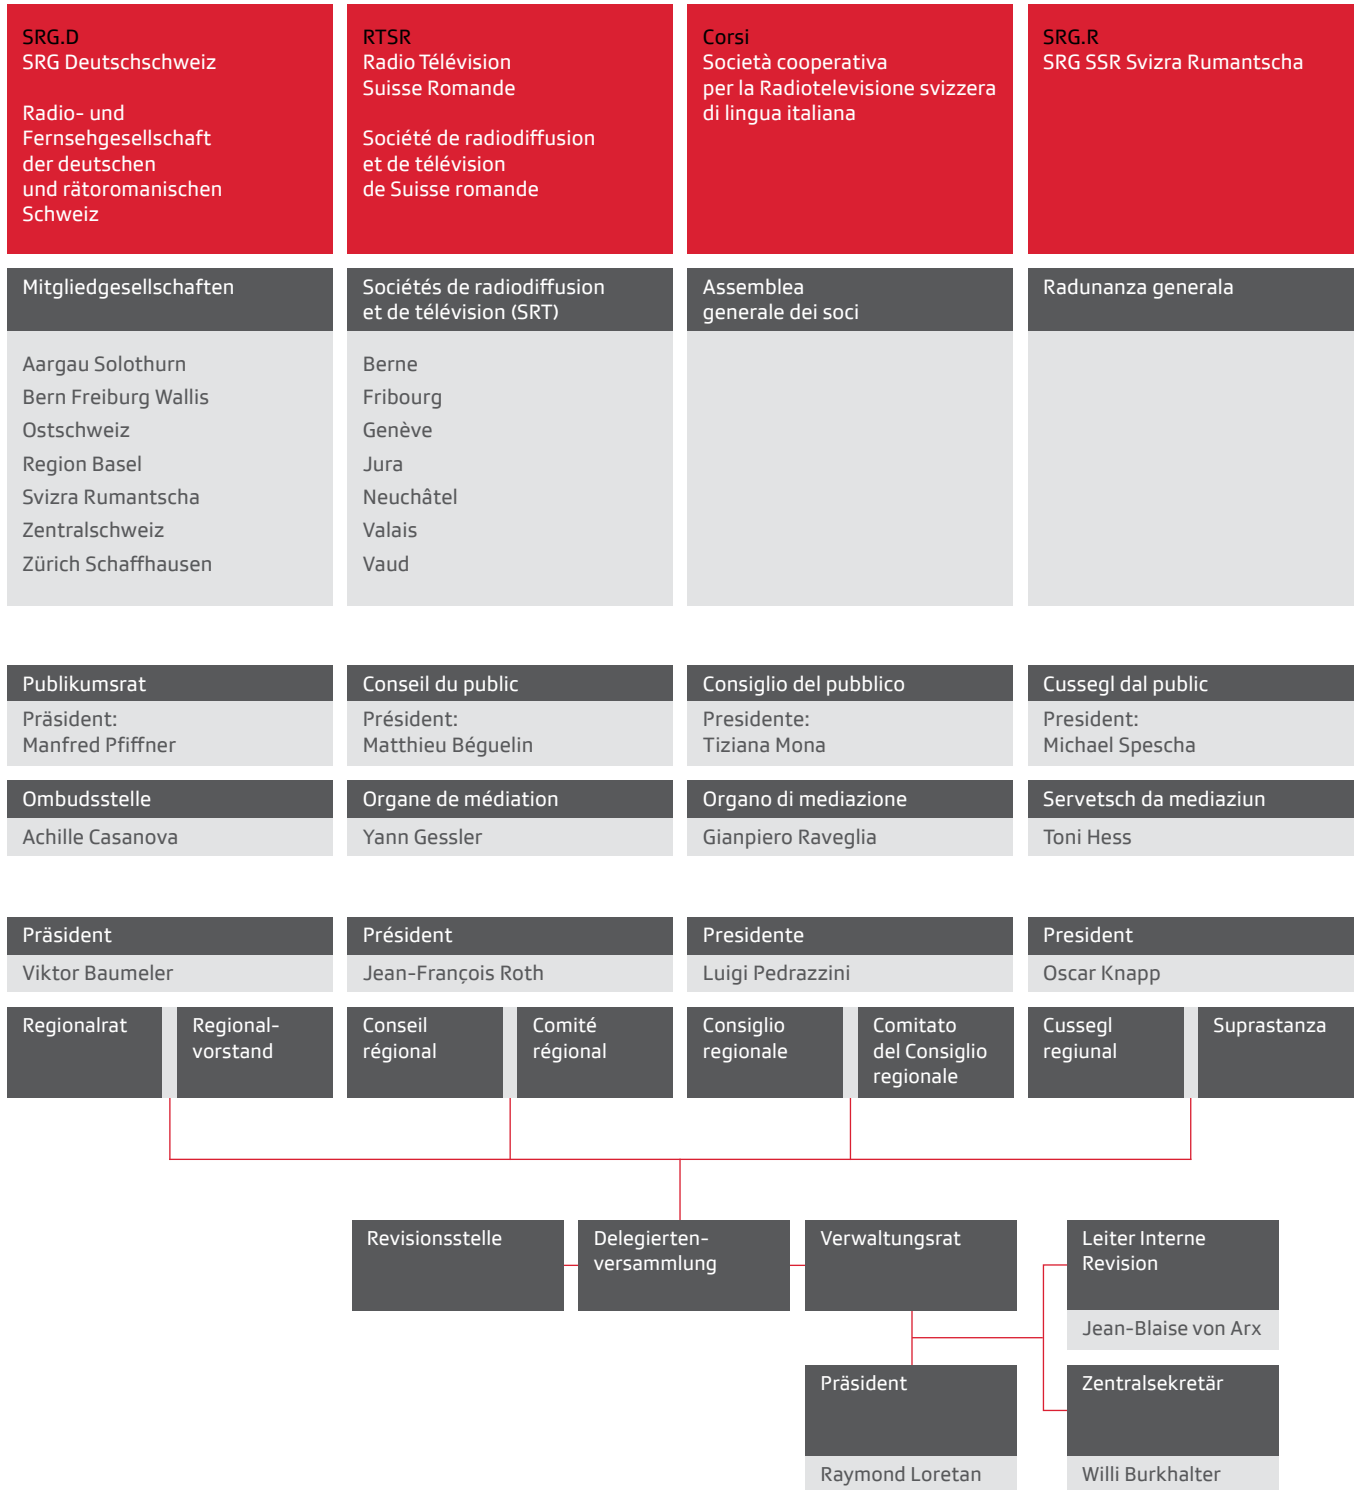 SRG.D
SRG Deutschschweiz
Radio- und
Fernsehgesellschaft
der deutschen
und rätoromanischen
Schweiz
RTSR
Radio Télévision
Suisse Romande
Société de radiodiffusion
et de télévision
de Suisse romande
Corsi
Società cooperativa
per la Radiotelevisione svizzera
di lingua italiana
SRG.R
SRG SSR Svizra Rumantscha
Mitgliedgesellschaften
Sociétés de radiodiffusion
et de télévision (SRT)
Assemblea
generale dei soci
Radunanza generala
Aargau Solothurn
Bern Freiburg Wallis
Ostschweiz
Region Basel
Svizra Rumantscha
Zentralschweiz
Zürich Schaffhausen
Berne
Fribourg
Genève
Jura
Neuchâtel
Valais
Vaud
Publikumsrat
Präsident:
Manfred Pfiffner
Conseil du public
Président:
Matthieu Béguelin
Consiglio del pubblico
Presidente:
Tiziana Mona
Cussegl dal public
President:
Michael Spescha
Ombudsstelle
Achille Casanova
Organe de médiation
Yann Gessler
Organo di mediazione
Gianpiero Raveglia
Servetsch da mediaziun
Toni Hess
Präsident
Viktor Baumeler
Président
Jean-François Roth
Presidente
Luigi Pedrazzini
President
Oscar Knapp
Regionalrat
Regional-
vorstand
Conseil
régional
Comité
régional
Consiglio
regionale
Comitato
del Consiglio
regionale
Cussegl
regiunal
Suprastanza
Revisionsstelle
Delegierten-
versammlung
Verwaltungsrat
Leiter Interne
Revision
Jean-Blaise von Arx
Präsident
Raymond Loretan
Zentralsekretär
Willi Burkhalter